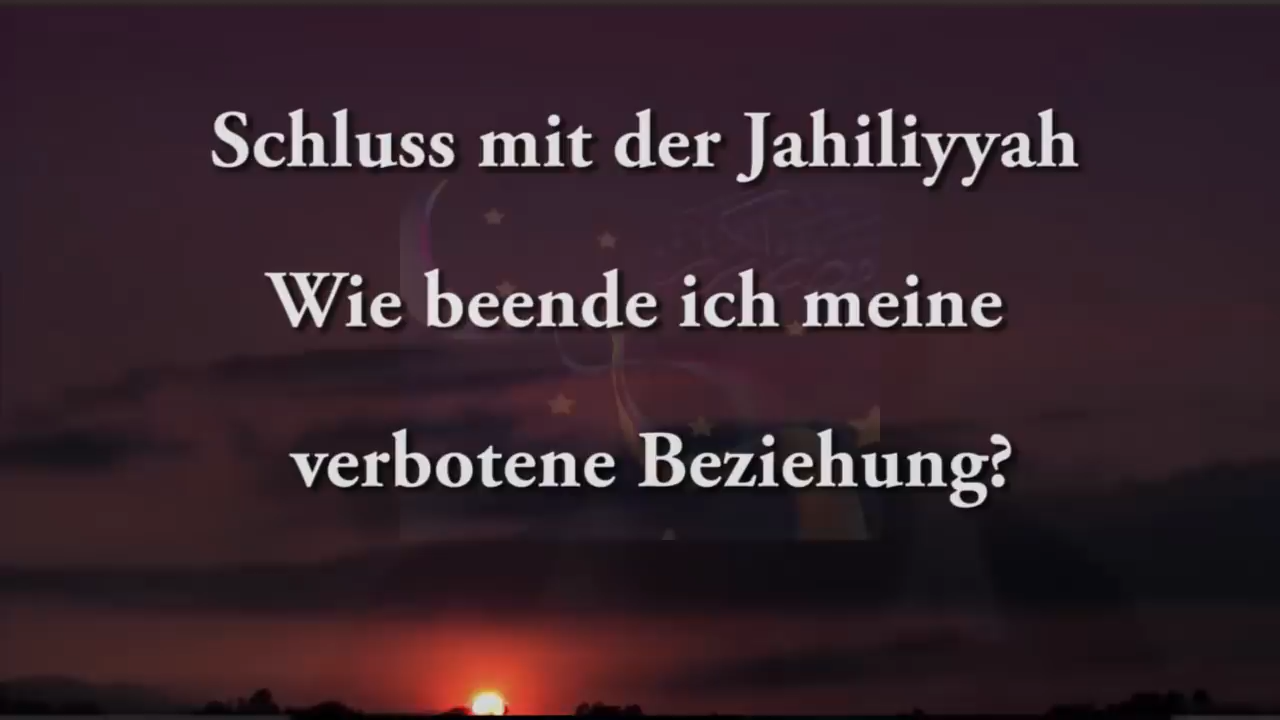 Schluss mit der Jahiliyyah
Wie beende ich meine
verbotene Beziehung?